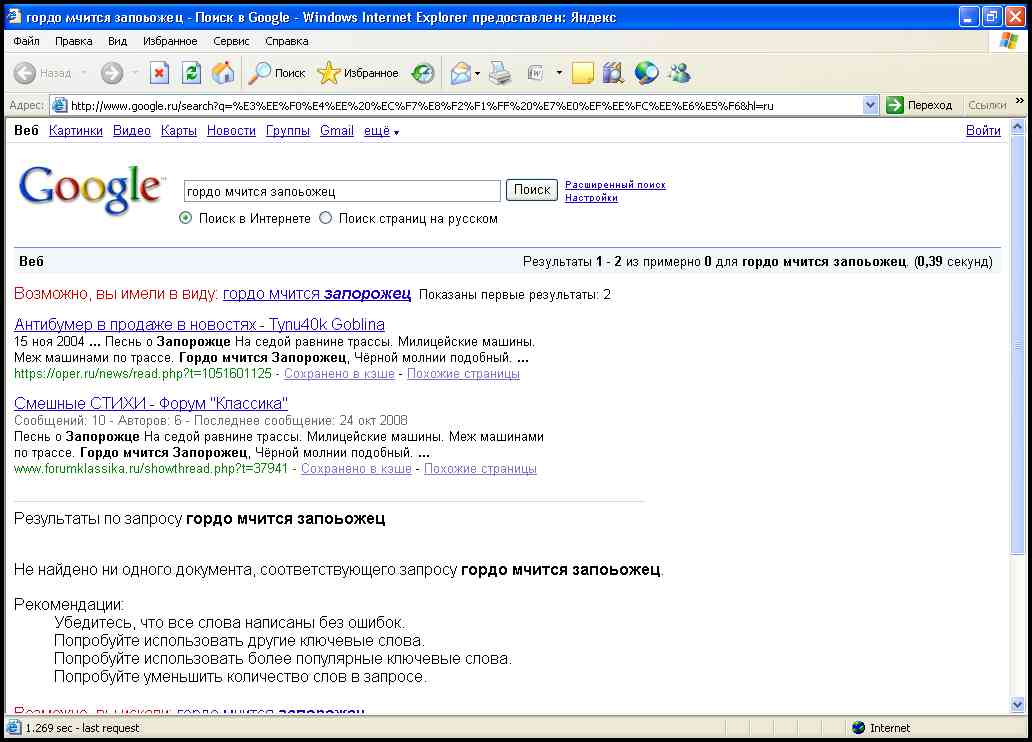 гордо мчится запоьожец - Поиск в Google - Windows Internet Explorer предоставлен: Яндекс
Файл Правка Вид Избранное Сервис Справка
Назад Поиск Избранное
Адрес: http://www.google.ru/search?q=%E3%EE%F0%E4%EE%20%EC%F7%E8%F2%F1%FF%20%E7%E0%EF%EE%FC%EE%E6%E5%F6&hl=ru Переход Ссылки »
Веб Картинки Видео Карты Новости Группы Gmail ещё ▼ Войти
Google™
гордо мчится запоьожец Поиск Расширенный поиск
Настройки
Поиск в Интернете Поиск страниц на русском
Веб Результаты 1 - 2 из примерно 0 для гордо мчится запоьожец. (0,39 секунд)
Возможно, вы имели в виду: гордо мчится запорожец Показаны первые результаты: 2
Антибумер в продаже в новостях - Tynu40k Goblina
15 ноя 2004 ... Песнь о Запорожце На седой равнине трассы. Милицейские машины.
Меж машинами по трассе. Гордо мчится Запорожец, Чёрной молнии подобный. ...
https://oper.ru/news/read.php?t=1051601125 - Сохранено в кэше - Похожие страницы
Смешные СТИХИ - Форум "Классика"
Сообщений: 10 - Авторов: 6 - Последнее сообщение: 24 окт 2008
Песнь о Запорожце На седой равнине трассы. Милицейские машины. Меж машинами
по трассе. Гордо мчится Запорожец, Чёрной молнии подобный. ...
www.forumklassika.ru/showthread.php?t=37941 - Сохранено в кэше - Похожие страницы
Результаты по запросу гордо мчится запоьожец
Не найдено ни одного документа, соответствующего запросу гордо мчится запоьожец.
Рекомендации:
Убедитесь, что все слова написаны без ошибок.
Попробуйте использовать другие ключевые слова.
Попробуйте использовать более популярные ключевые слова.
Попробуйте уменьшить количество слов в запросе.
Возможно, вы искали: гордо мчится запорожец
1.269 sec - last request Internet